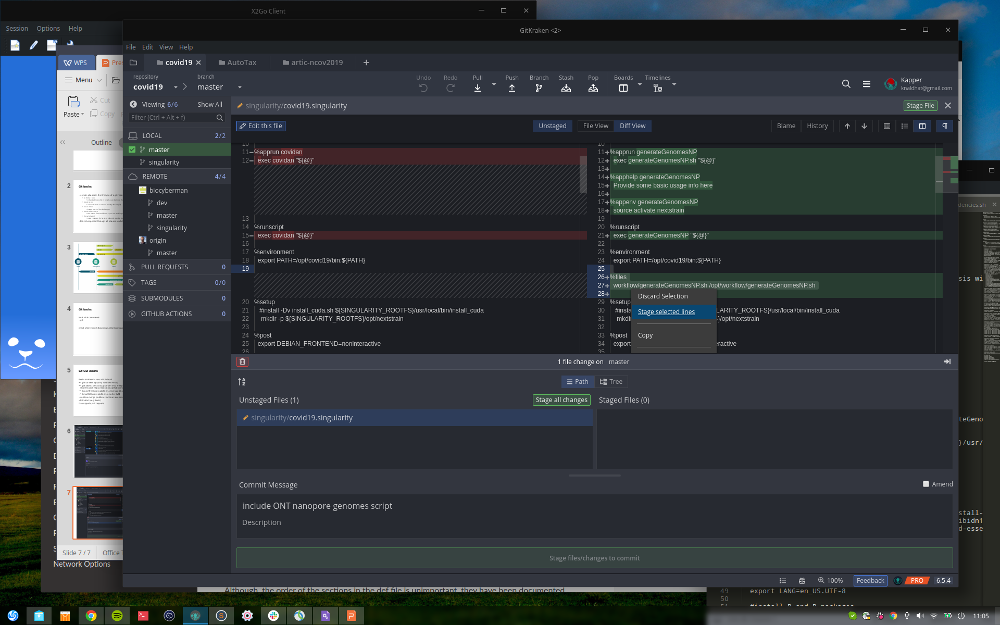 X2Go Client
Session Options Help
GitKraken <2>
File Edit View Help
WPS
Pres
covid19
AutoTax
artic-ncov2019
Menu
repository
covid19
branch
master
Undo
Redo
Pull
Push
Branch
Stash
Pop
Boards
Timelines
Kapper
knaldhat@gmail.com
Cut
Paste
Copy
Outline
Viewing 6/6
Show All
Filter (Ctrl + Alt + f)
LOCAL 2/2
master
singularity
REMOTE 4/4
biocyberman
dev
master
singularity
origin
master
PULL REQUESTS 0
TAGS 0/0
SUBMODULES 0
GITHUB ACTIONS 0
singularity/covid19.singularity
Stage File
Edit this file
Unstaged
File View
Diff View
Blame
History
10
11 %apprun covidan
12 exec covidan "${@}"
13
14 %runscript
15 exec covidan "${@}"
16
17 %environment
18 export PATH=/opt/covid19/bin:${PATH}
19
20 %setup
21 #install -Dv install_cuda.sh ${SINGULARITY_ROOTFS}/usr/local/bin/install_cuda
22 mkdir -p ${SINGULARITY_ROOTFS}/opt/nextstrain
23
24 %post
25 export DEBIAN_FRONTEND=noninteractive
26
10
11+ %apprun generateGenomesNP
12+ exec generateGenomesNP.sh "${@}"
13+
14+ %apphelp generateGenomesNP
15+ Provide some basic usage info here
16+
17+ %appenv generateGenomesNP
18+ source activate nextstrain
19
20 %runscript
21+ exec generateGenomesNP "${@}"
22
23 %environment
24 export PATH=/opt/covid19/bin:${PATH}
25
26+ %files
27+ workflow/generateGenomesNP.sh /opt/workflow/generateGenomesNP.sh
28+
29 %setup
30 #insta LARITY_ROOTFS}/usr/local/bin/install_cuda
31 mkdi }/opt/nextstrain
32
33 %post
34 export eractive
35
Discard Selection
Stage selected lines
Copy
1 file change on master
Path
Tree
Unstaged Files (1)
Stage all changes
Staged Files (0)
singularity/covid19.singularity
Commit Message
Amend
include ONT nanopore genomes script
Description
Stage files/changes to commit
100%
Feedback
PRO
6.5.4
2
Git basics
3
4
Git basics
5
Git GUI clients
6
7
Slide 7 / 7
Office T
Network Options
Although, the order of the sections in the def file is unimportant, they have been documented
dencies.sh
sis wi
teGeno
}/usr/
stall-
ibidn1
d-esse
49 export LANG=en_US.UTF-8
50
51 #install R and R packages
11:05